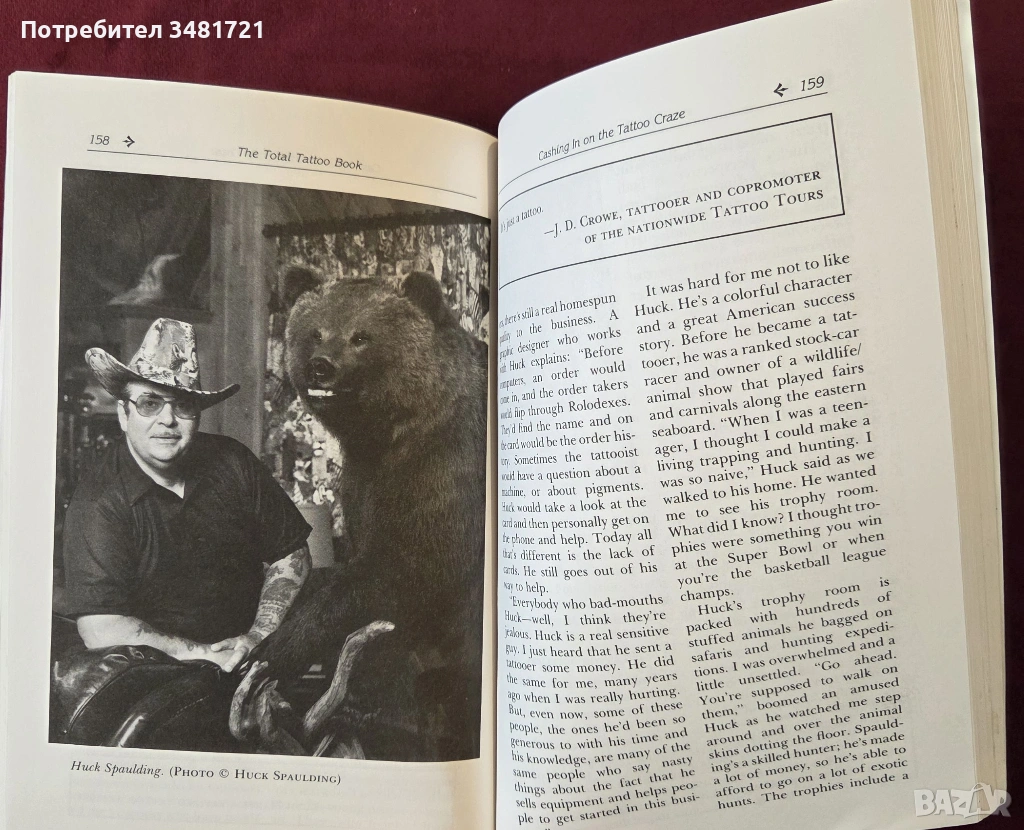 Потребител 3481721
158
The Total Tattoo Book
Huck Spaulding. (PHOTO © HUCK SPAULDING)
Cashing In on the Tattoo Craze
159
It's just a tattoo.
—J. D. CROWE, TATTOOER AND COPROMOTER
OF THE NATIONWIDE TATTOO TOURS
there's still a real homespun
quality to the business. A
graphic designer who works
with Huck explains: "Before
computers, an order would
come in, and the order takers
would flip through Rolodexes.
They'd find the name and on
the card would be the order his-
tory. Sometimes the tattooist
would have a question about a
machine, or about pigments.
Huck would take a look at the
card and then personally get on
the phone and help. Today all
that's different is the lack of
cards. He still goes out of his
way to help.
"Everybody who bad-mouths
Huck—well, I think they're
jealous. Huck is a real sensitive
guy. I just heard that he sent a
tattooer some money. He did
the same for me, many years
ago when I was really hurting.
But, even now, some of these
people, the ones he'd been so
generous to with his time and
his knowledge, are many of the
same people who say nasty
things about the fact that he
sells equipment and helps peo-
ple to get started in this busi-
It was hard for me not to like
Huck. He's a colorful character
and a great American success
story. Before he became a tat-
tooer, he was a ranked stock-car
racer and owner of a wildlife/
animal show that played fairs
and carnivals along the eastern
seaboard. "When I was a teen-
ager, I thought I could make a
living trapping and hunting. I
was so naive," Huck said as we
walked to his home. He wanted
me to see his trophy room.
What did I know? I thought tro-
phies were something you win
at the Super Bowl or when
you're the basketball league
champs.
Huck's trophy room is
packed with hundreds of
stuffed animals he bagged on
safaris and hunting expedi-
tions. I was overwhelmed and a
little unsettled. "Go ahead.
You're supposed to walk on
them," boomed an amused
Huck as he watched me step
around and over the animal
skins dotting the floor. Spauld-
ing's a skilled hunter; he's made
a lot of money, so he's able to
afford to go on a lot of exotic
hunts. The trophies include a
BAZAR